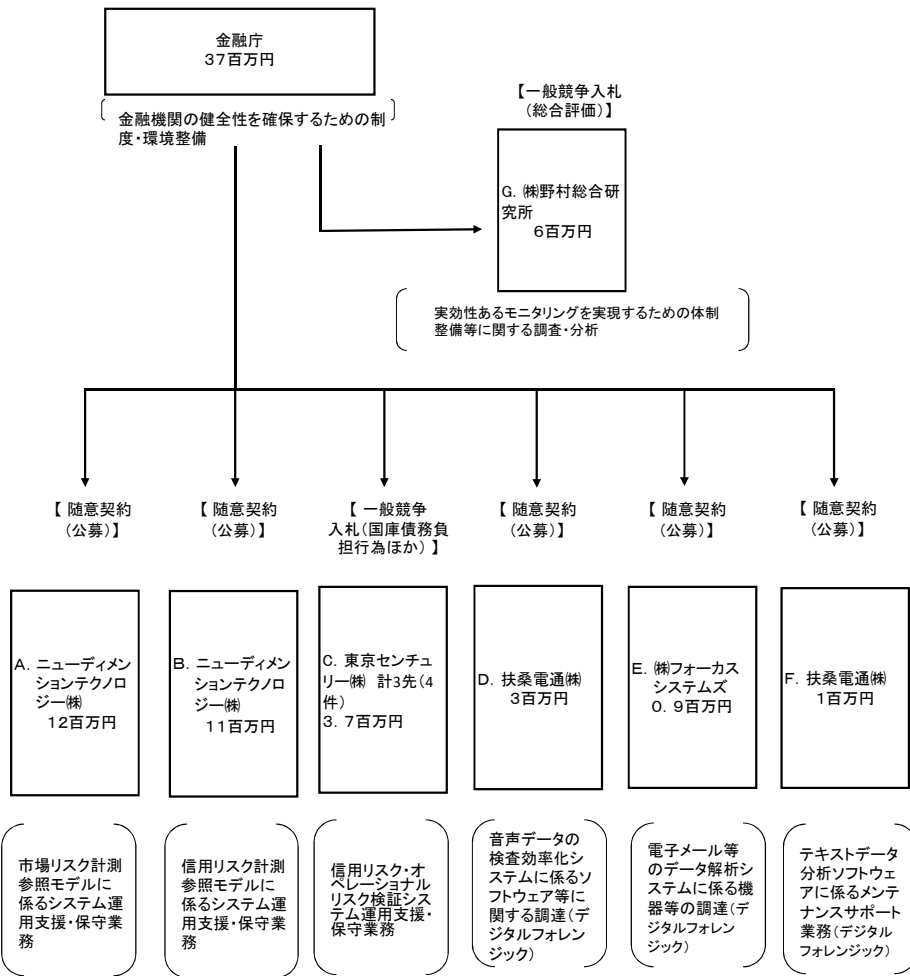 金融庁
37百万円
金融機関の健全性を確保するための制
度・環境整備
【一般競争入札
(総合評価)】
G. ㈱野村総合研
究所
6百万円
実効性あるモニタリングを実現するための体制
整備等に関する調査・分析
【 随意契約
(公募)】
A. ニューディメン
ションテクノロ
ジー㈱
12百万円
市場リスク計測
参照モデルに
係るシステム運
用支援・保守業
務
【 随意契約
(公募)】
B. ニューディメン
ションテクノロ
ジー㈱
11百万円
信用リスク計測
参照モデルに
係るシステム運
用支援・保守業
務
【 一般競争
入札(国庫債務負
担行為ほか) 】
C. 東京センチュ
リー㈱ 計3先(4
件)
3. 7百万円
信用リスク・オ
ペレーショナル
リスク検証シス
テム運用支援・
保守業務
【 随意契約
(公募)】
D. 扶桑電通㈱
3百万円
音声データの
検査効率化シ
ステムに係るソ
フトウェア等に
関する調達(デ
ジタルフォレン
ジック)
【 随意契約
(公募)】
E. ㈱フォーカス
システムズ
0. 9百万円
電子メール等
のデータ解析シ
ステムに係る機
器等の調達(デ
ジタルフォレン
ジック)
【 随意契約
(公募)】
F. 扶桑電通㈱
1百万円
テキストデータ
分析ソフトウェ
アに係るメンテ
ナンスサポート
業務(デジタル
フォレンジック)